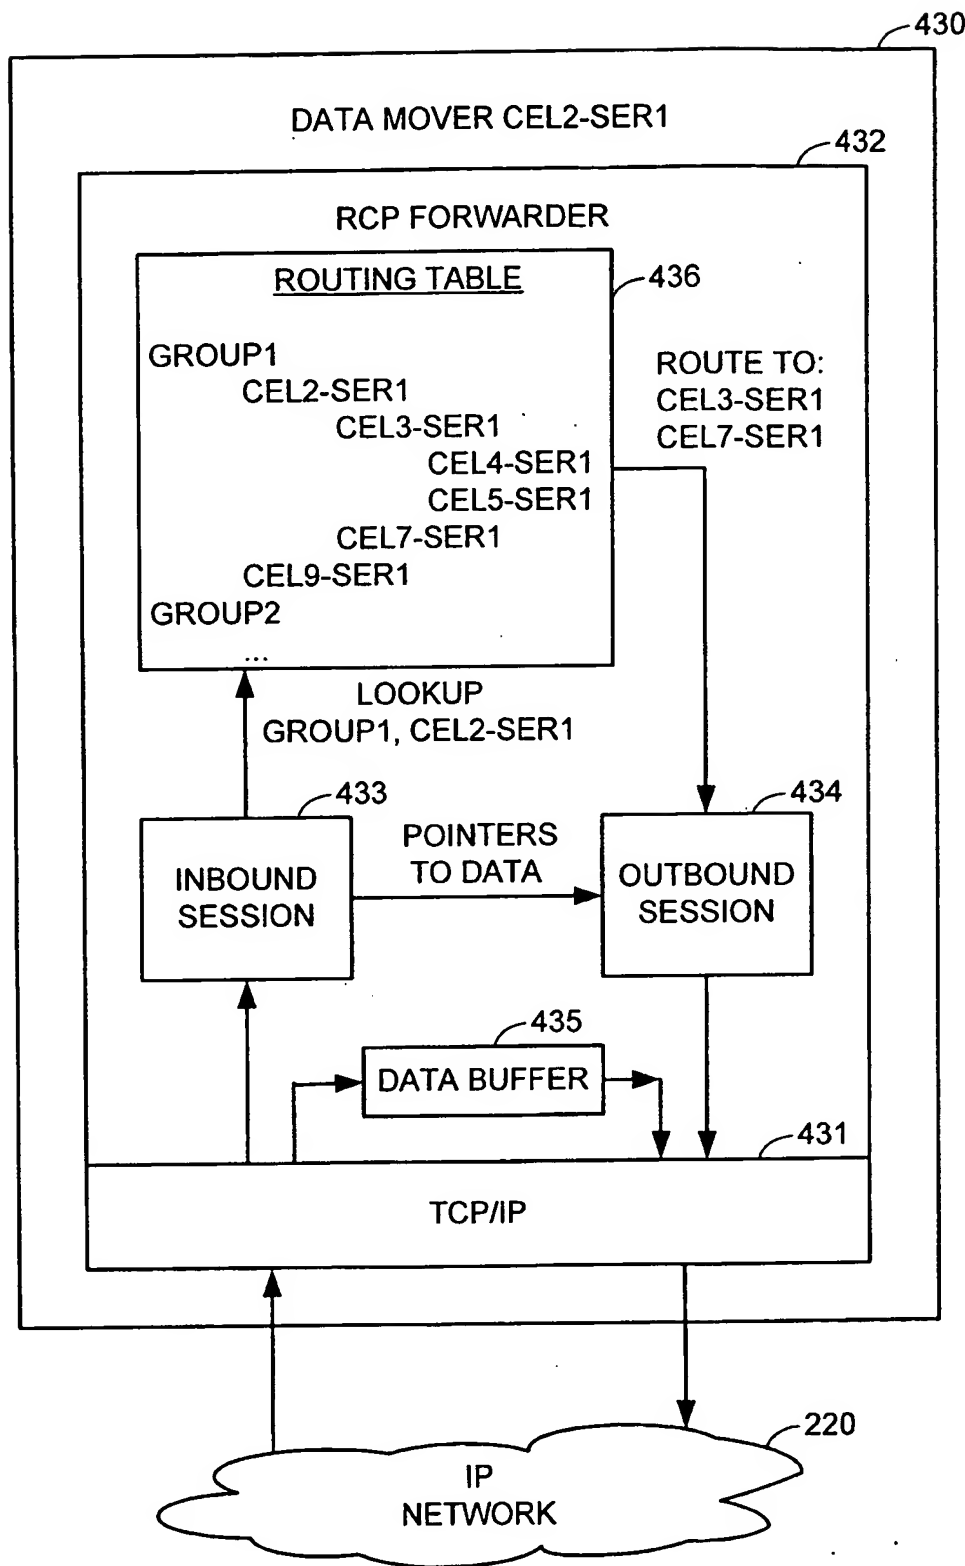 430
DATA MOVER CEL2-SER1
432
RCP FORWARDER
ROUTING TABLE
436
GROUP1
CEL2-SER1
CEL3-SER1
CEL4-SER1
CEL5-SER1
CEL7-SER1
CEL9-SER1
GROUP2
...
ROUTE TO:
CEL3-SER1
CEL7-SER1
LOOKUP
GROUP1, CEL2-SER1
433
INBOUND
SESSION
POINTERS
TO DATA
434
OUTBOUND
SESSION
435
DATA BUFFER
431
TCP/IP
220
IP
NETWORK